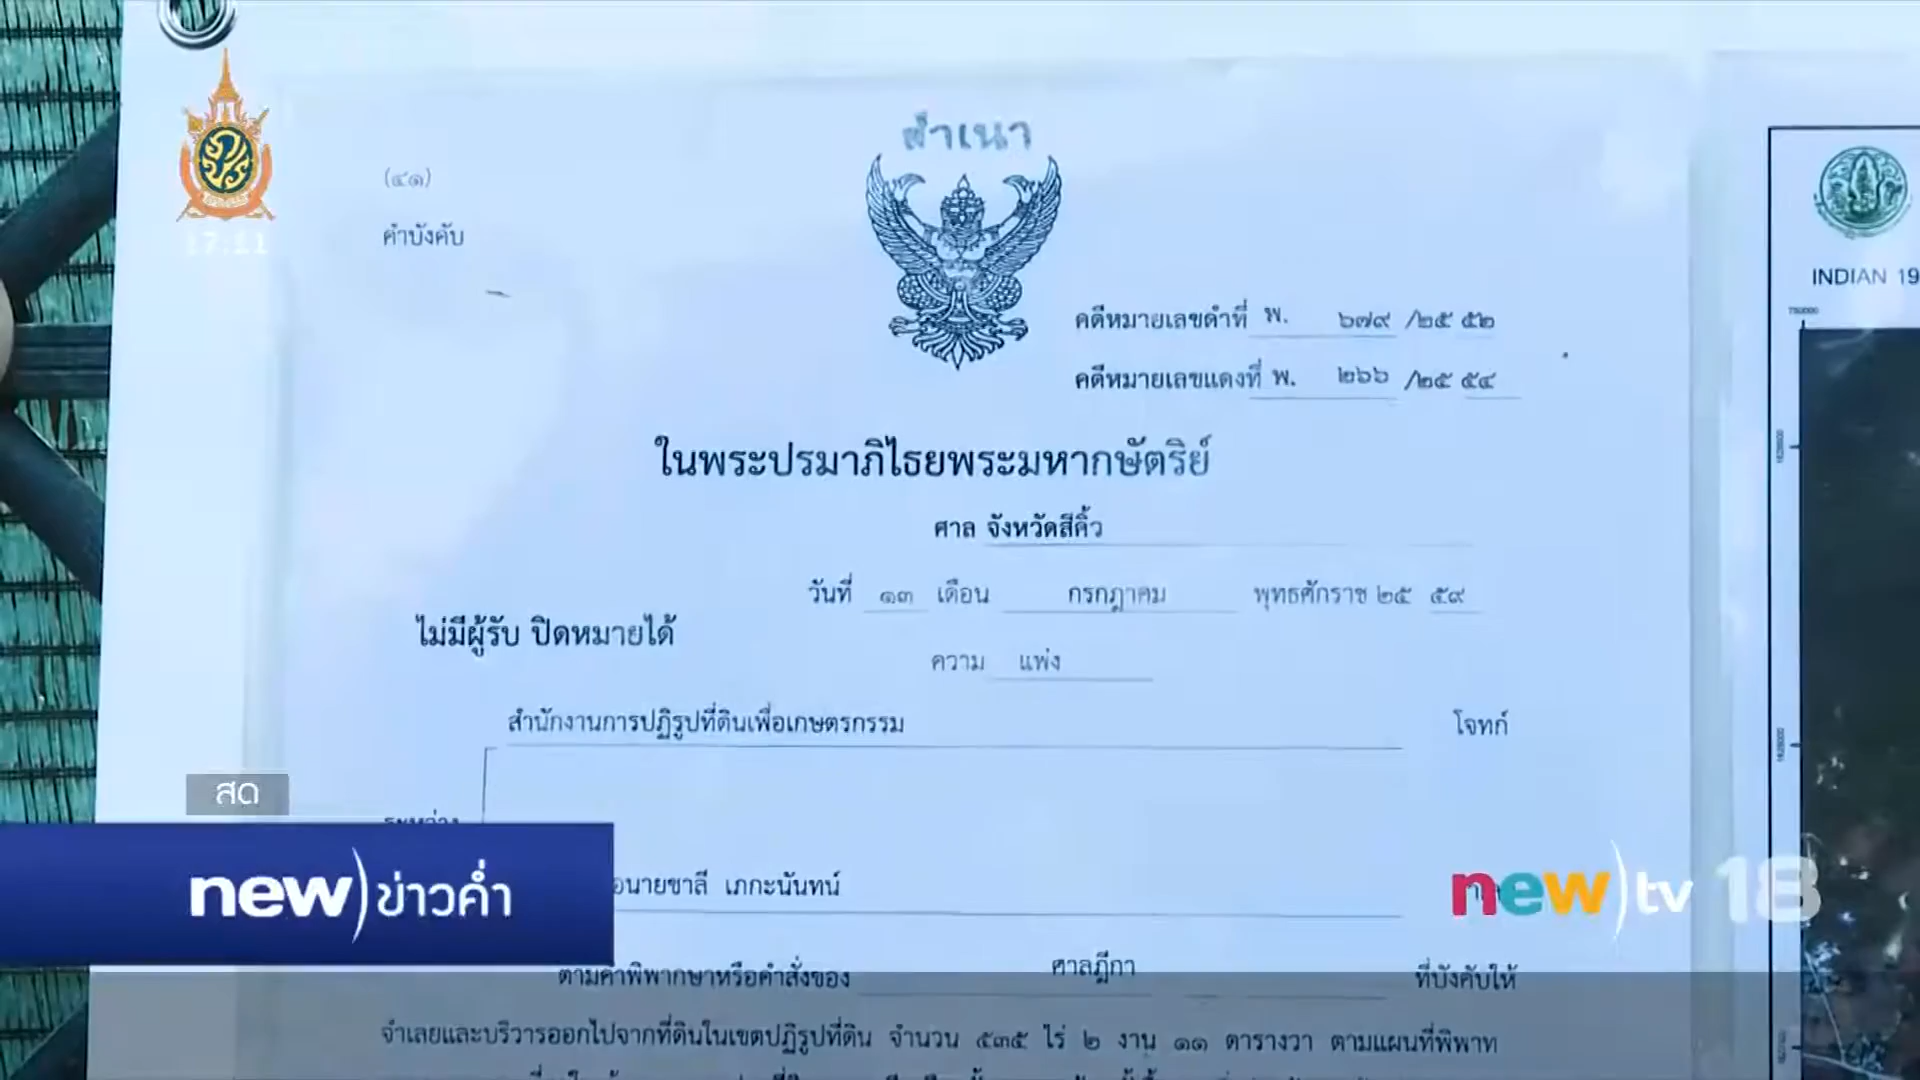 สำเนา
(๔๑)
คำบังคับ
17:11
คดีหมายเลขดำที่ พ. ๖๗๙ /๒๕ ๕๒
คดีหมายเลขแดงที่ พ. ๒๖๖ /๒๕ ๕๔
INDIAN 19
ในพระปรมาภิไธยพระมหากษัตริย์
ศาล จังหวัดสีคิ้ว
วันที่ ๑๓ เดือน กรกฎาคม พุทธศักราช ๒๕ ๕๙
ไม่มีผู้รับ ปิดหมายได้
ความ แพ่ง
สำนักงานการปฏิรูปที่ดินเพื่อเกษตรกรรม โจทก์
สด
new)ข่าวค่ำ
นายชาลี เภกะนันทน์
new)tv 18
ตามคำพิพากษาหรือคำสั่งของ ศาลฎีกา ที่บังคับให้
จำเลยและบริวารออกไปจากที่ดินในเขตปฏิรูปที่ดิน จำนวน ๕๓๕ ไร่ ๒ งาน ๑๑ ตารางวา ตามแผนที่พิพาท